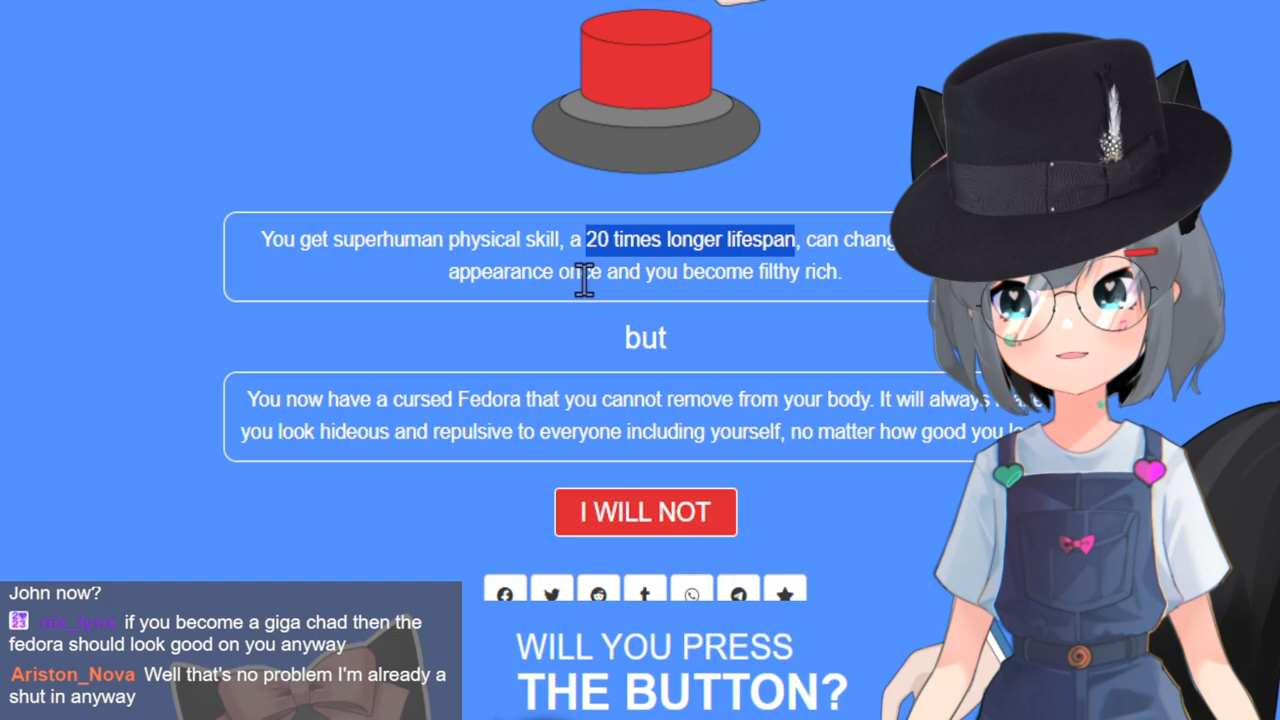 You get superhuman physical skill, a 20 times longer lifespan, can
appearance once and you become filthy rich.
but
You now have a cursed Fedora that you cannot remove from your body. It will always
you look hideous and repulsive to everyone including yourself, no matter how good you
I WILL NOT
WILL YOU PRESS
THE BUTTON?
John now?
nix_lynx if you become a giga chad then the
fedora should look good on you anyway
Ariston_Nova Well that's no problem I'm already a
shut in anyway